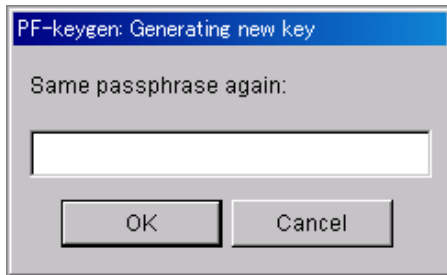 PF-keygen: Generating new key
Same passphrase again:
OK
Cancel